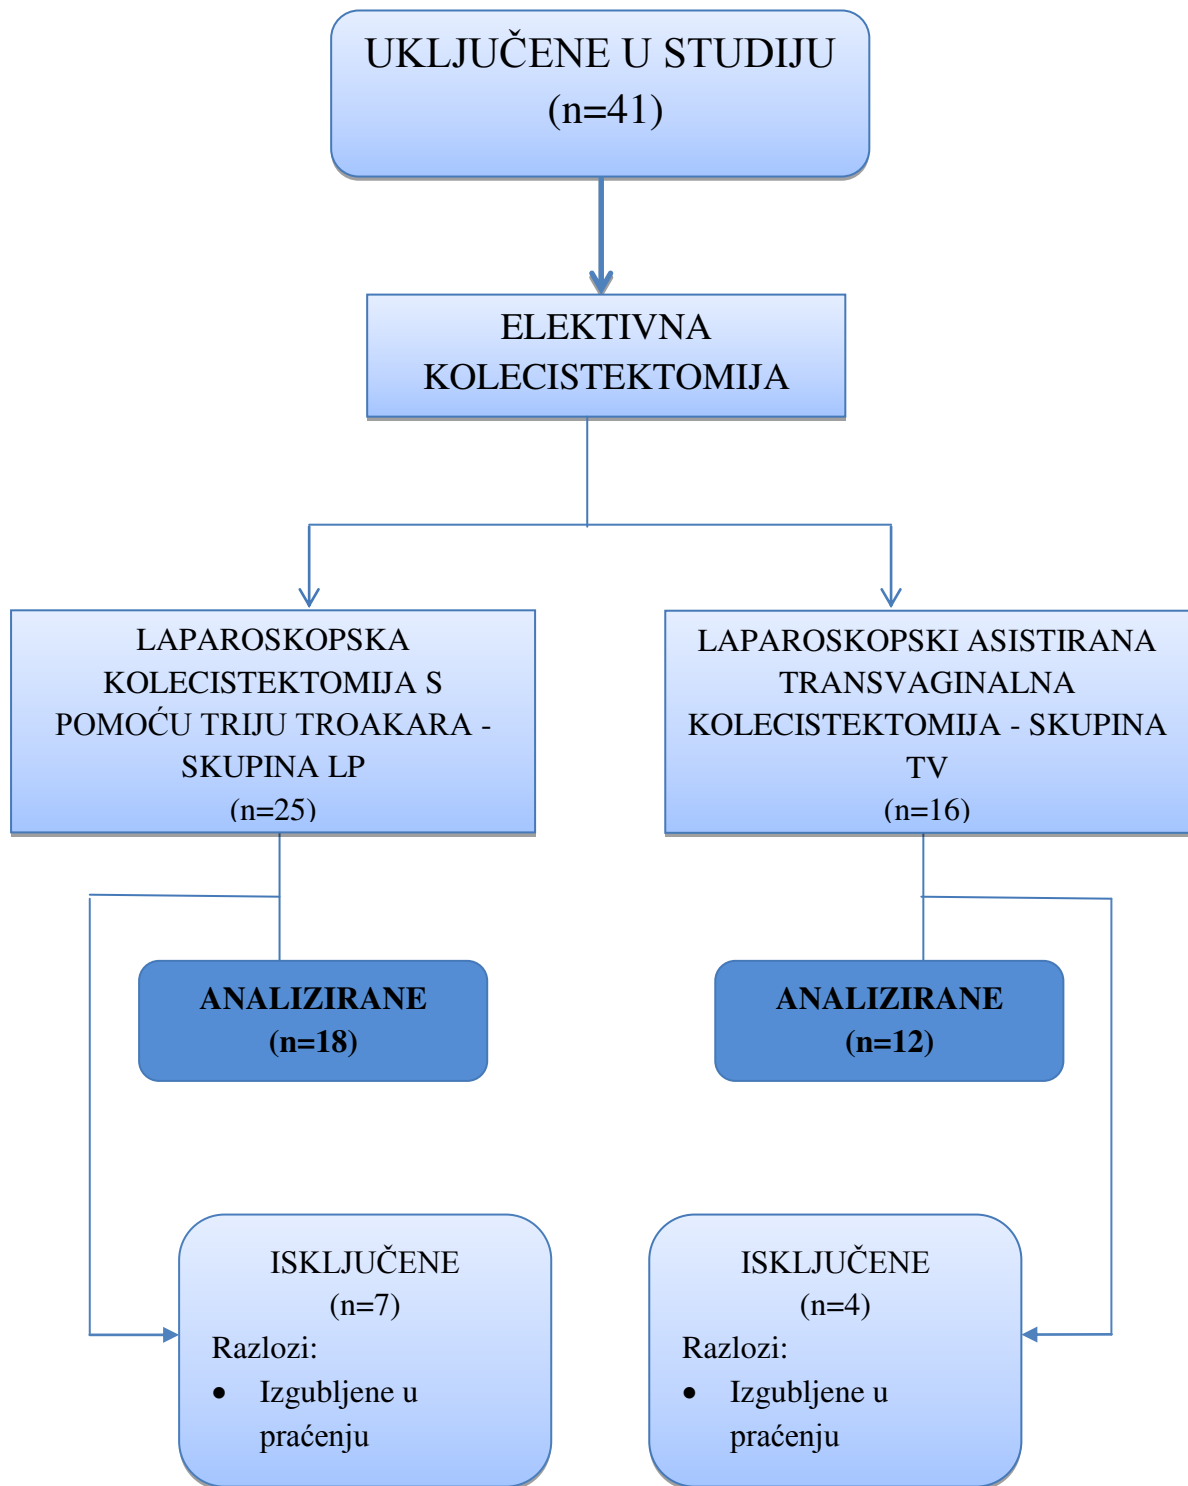 UKLJUČENE U STUDIJU
(n=41)
ELEKTIVNA
KOLECISTEKTOMIJA
LAPAROSKOPSKA
KOLECISTEKTOMIJA S
POMOĆU TRIJU TROAKARA -
SKUPINA LP
(n=25)
LAPAROSKOPSKI ASISTIRANA
TRANSVAGINALNA
KOLECISTEKTOMIJA - SKUPINA
TV
(n=16)
ANALIZIRANE
(n=18)
ANALIZIRANE
(n=12)
ISKLJUČENE
(n=7)
Razlozi:
• Izgubljene u
praćenju
ISKLJUČENE
(n=4)
Razlozi:
• Izgubljene u
praćenju